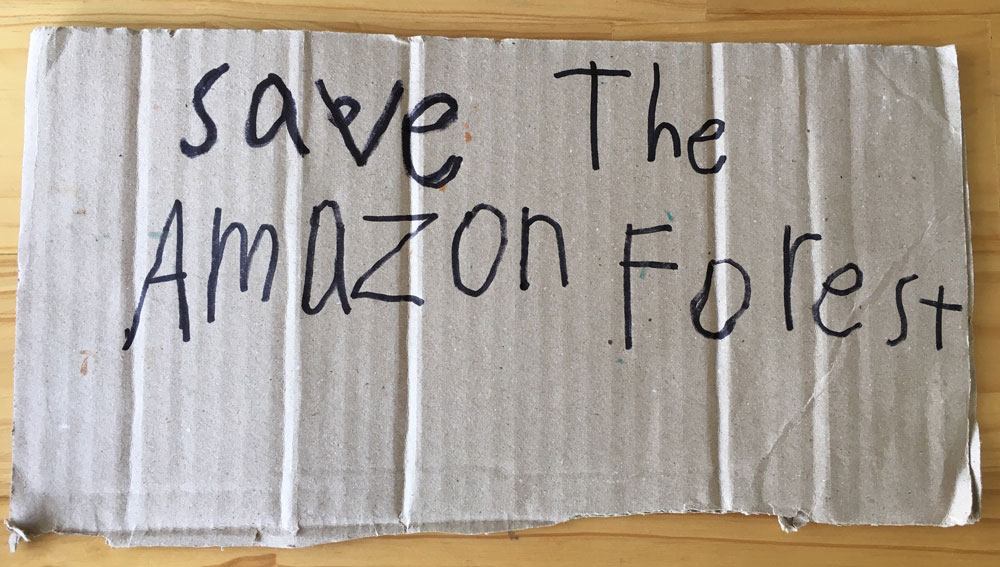 save The
Amazon Forest